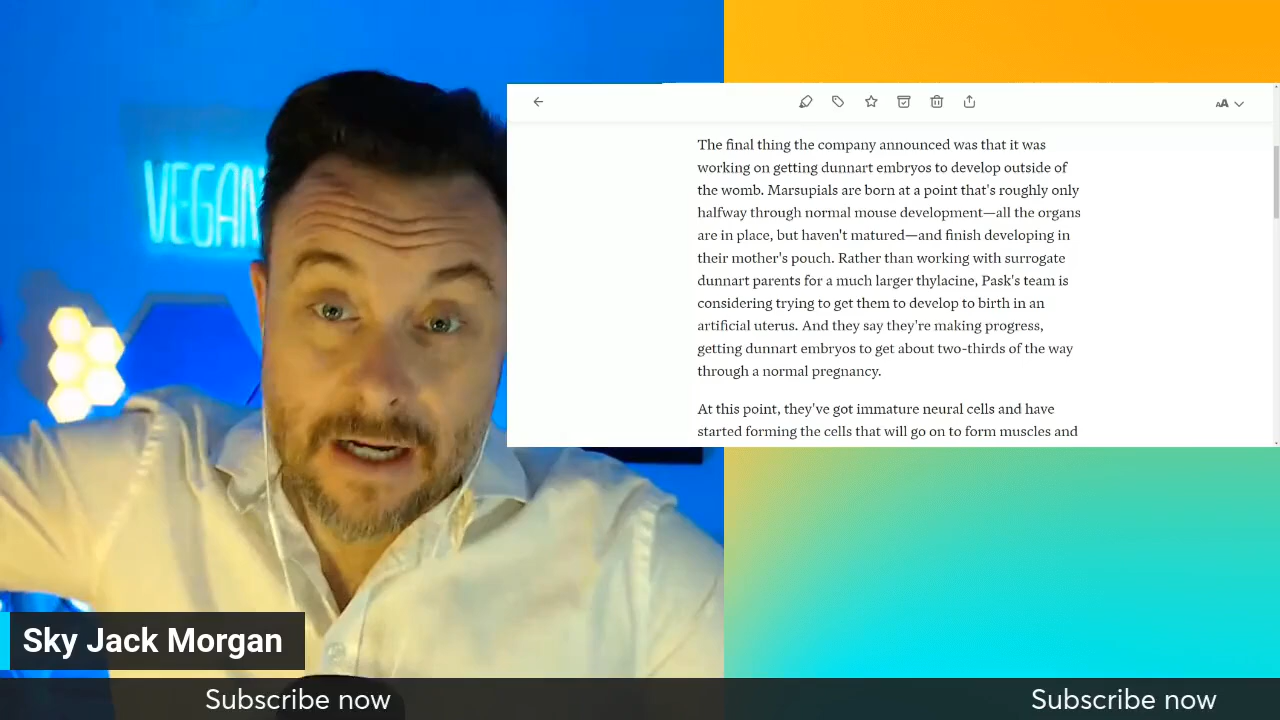 VEGAN
The final thing the company announced was that it was
working on getting dunnart embryos to develop outside of
the womb. Marsupials are born at a point that's roughly only
halfway through normal mouse development—all the organs
are in place, but haven't matured—and finish developing in
their mother's pouch. Rather than working with surrogate
dunnart parents for a much larger thylacine, Pask's team is
considering trying to get them to develop to birth in an
artificial uterus. And they say they're making progress,
getting dunnart embryos to get about two-thirds of the way
through a normal pregnancy.
At this point, they've got immature neural cells and have
started forming the cells that will go on to form muscles and
AA
Sky Jack Morgan
Subscribe now
Subscribe now